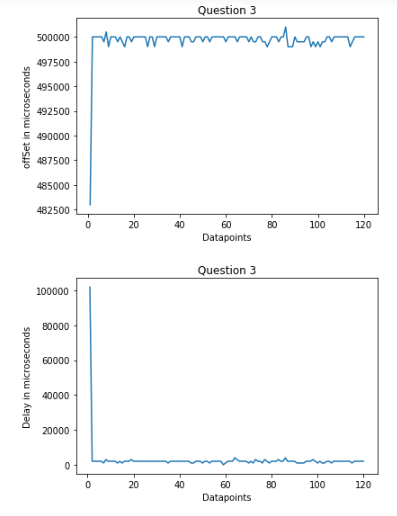 Question 3
offSet in microseconds
500000
497500
495000
492500
490000
487500
485000
482500
0 20 40 60 80 100 120
Datapoints
Question 3
Delay in microseconds
100000
80000
60000
40000
20000
0
0 20 40 60 80 100 120
Datapoints